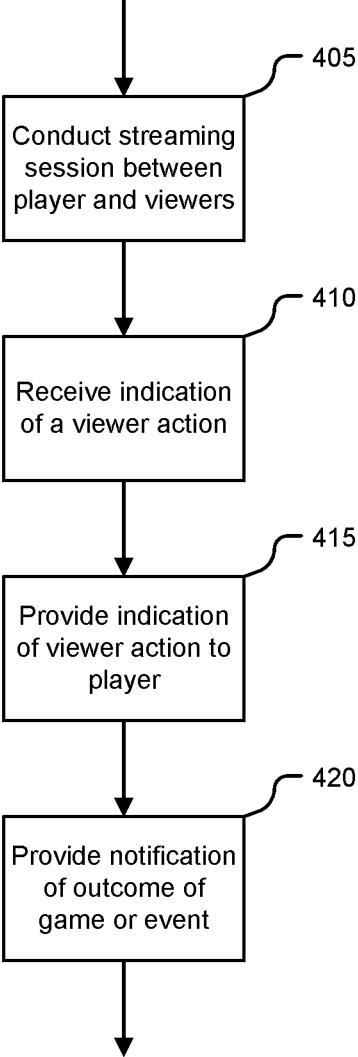 405
Conduct streaming
session between
player and viewers
410
Receive indication
of a viewer action
415
Provide indication
of viewer action to
player
420
Provide notification
of outcome of
game or event